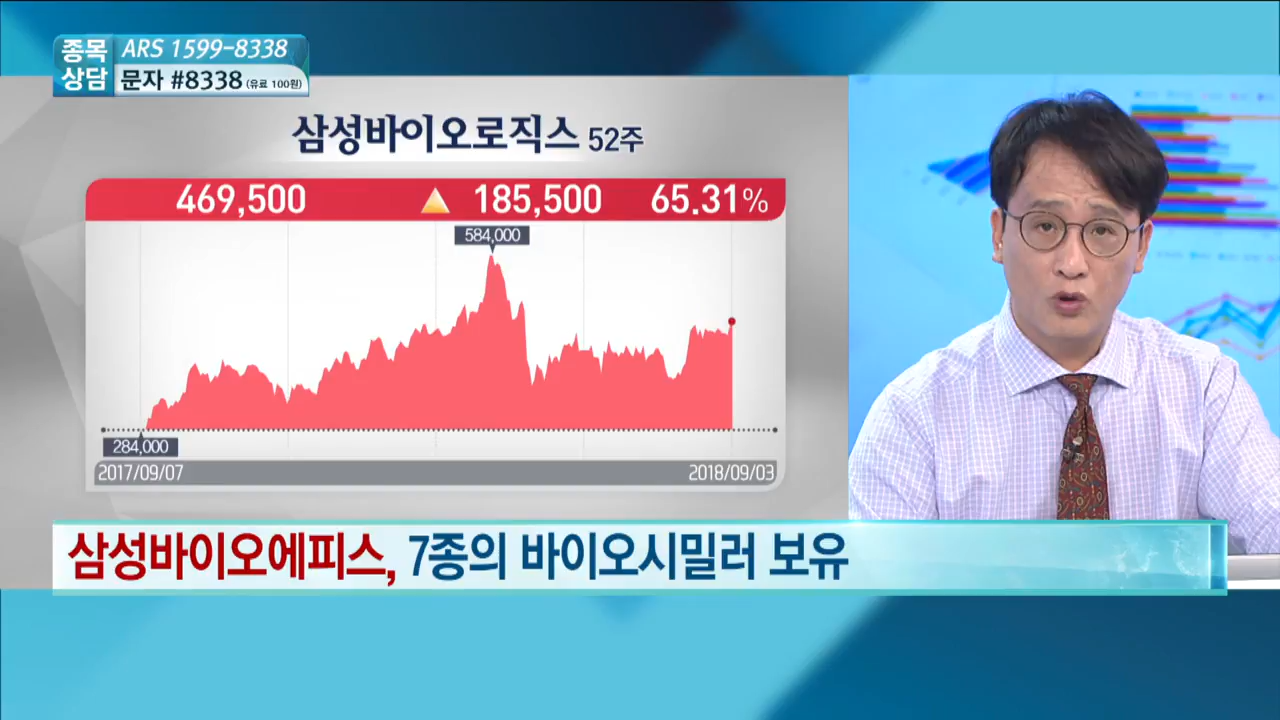 종목
상담
ARS 1599-8338
문자 #8338 (유료 100원)
삼성바이오로직스 52주
469,500 ▲ 185,500 65.31%
584,000
284,000
2017/09/07 2018/09/03
삼성바이오에피스, 7종의 바이오시밀러 보유